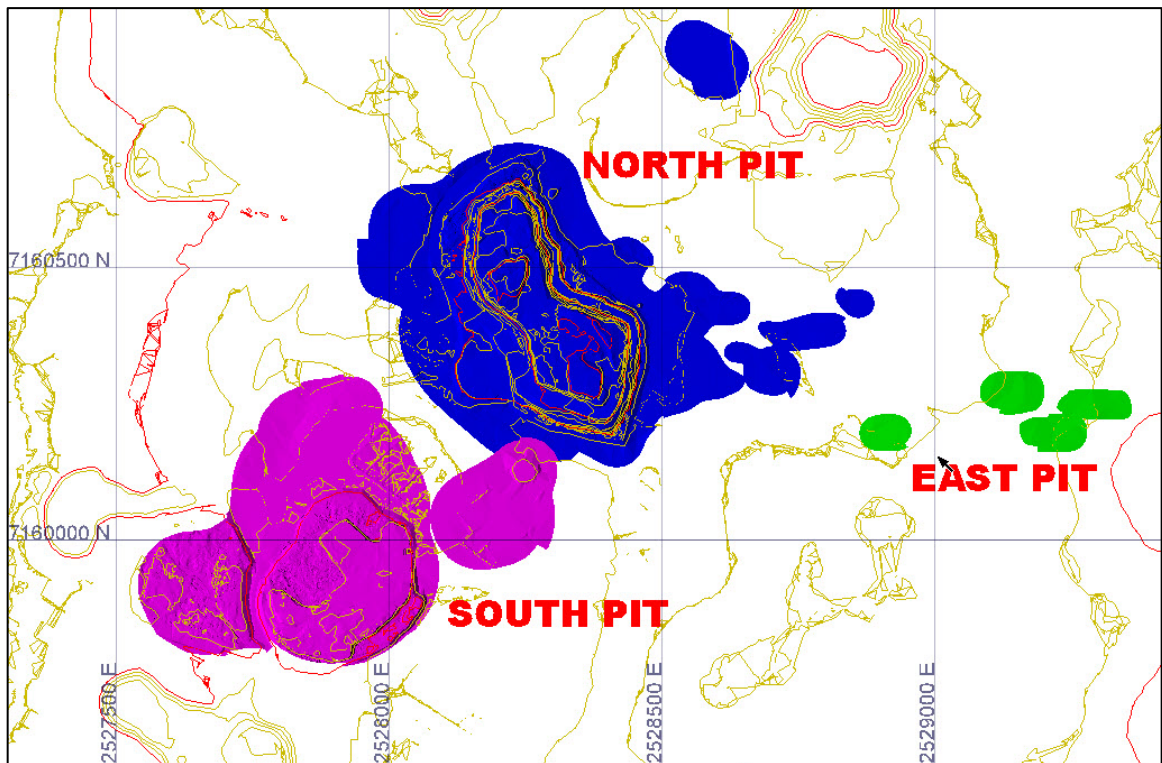 NORTH PIT
7160500 N
EAST PIT
7160000 N
SOUTH PIT
2527500 E
2528000 E
2528500 E
2529000 E